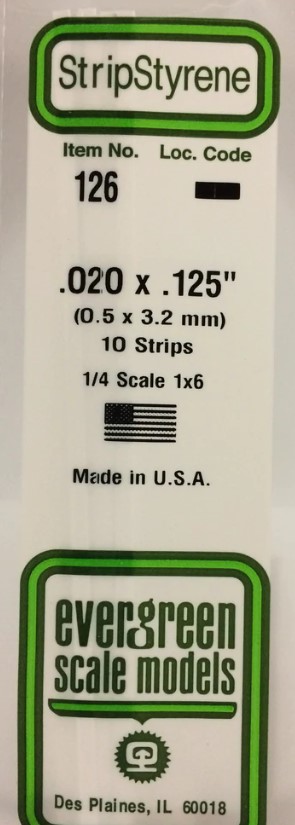 StripStyrene
Item No. Loc. Code
126
.020 x .125"
(0.5 x 3.2 mm)
10 Strips
1/4 Scale 1x6
Made in U.S.A.
evergreen
scale models
Des Plaines, IL 60018